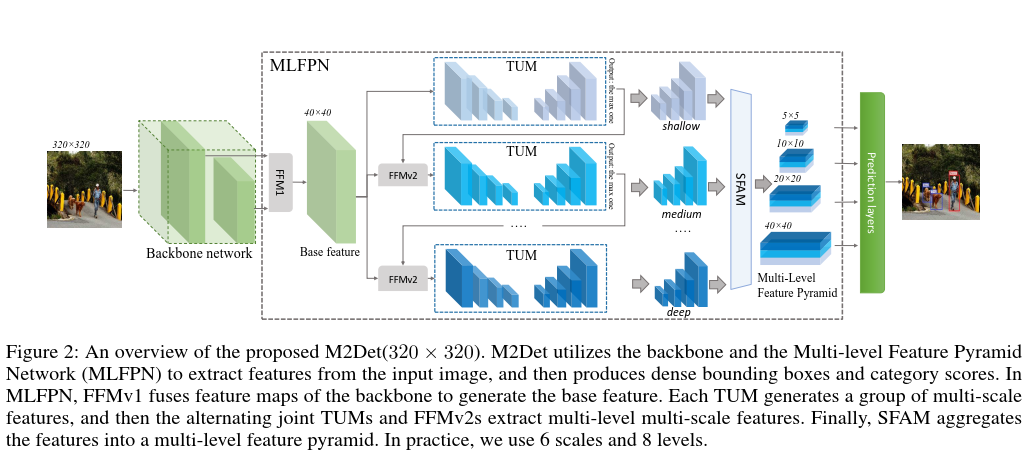 MLFPN
TUM
Output: the max one
40×40
shallow
320×320
FFM1
FFMv2
TUM
Output: the max one
medium
....
....
Backbone network
Base feature
FFMv2
TUM
deep
SFAM
5×5
10×10
20×20
40×40
Multi-Level
Feature Pyramid
Prediction layers
Figure 2: An overview of the proposed M2Det(320 × 320). M2Det utilizes the backbone and the Multi-level Feature Pyramid
Network (MLFPN) to extract features from the input image, and then produces dense bounding boxes and category scores. In
MLFPN, FFMv1 fuses feature maps of the backbone to generate the base feature. Each TUM generates a group of multi-scale
features, and then the alternating joint TUMs and FFMv2s extract multi-level multi-scale features. Finally, SFAM aggregates
the features into a multi-level feature pyramid. In practice, we use 6 scales and 8 levels.